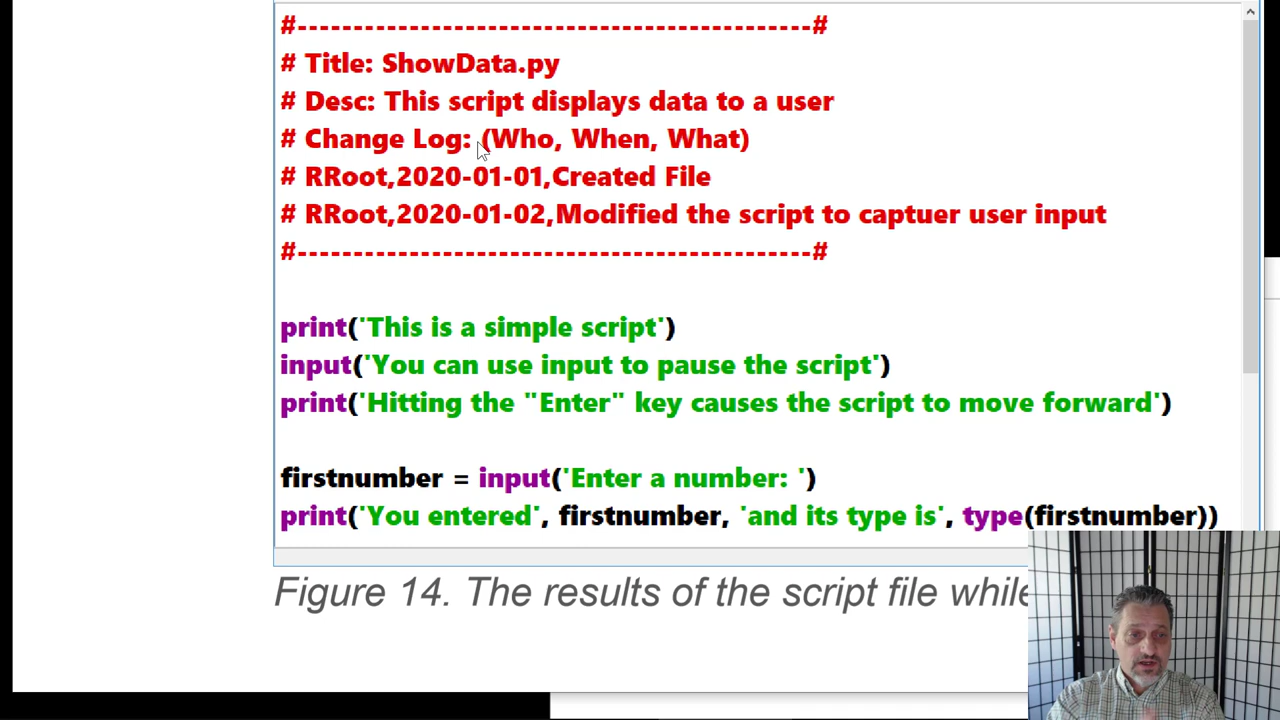 #----------------------------------------------#
# Title: ShowData.py
# Desc: This script displays data to a user
# Change Log: (Who, When, What)
# RRoot,2020-01-01,Created File
# RRoot,2020-01-02,Modified the script to captuer user input
#----------------------------------------------#
print('This is a simple script')
input('You can use input to pause the script')
print('Hitting the "Enter" key causes the script to move forward')
firstnumber = input('Enter a number: ')
print('You entered', firstnumber, 'and its type is', type(firstnumber))
Figure 14. The results of the script file while